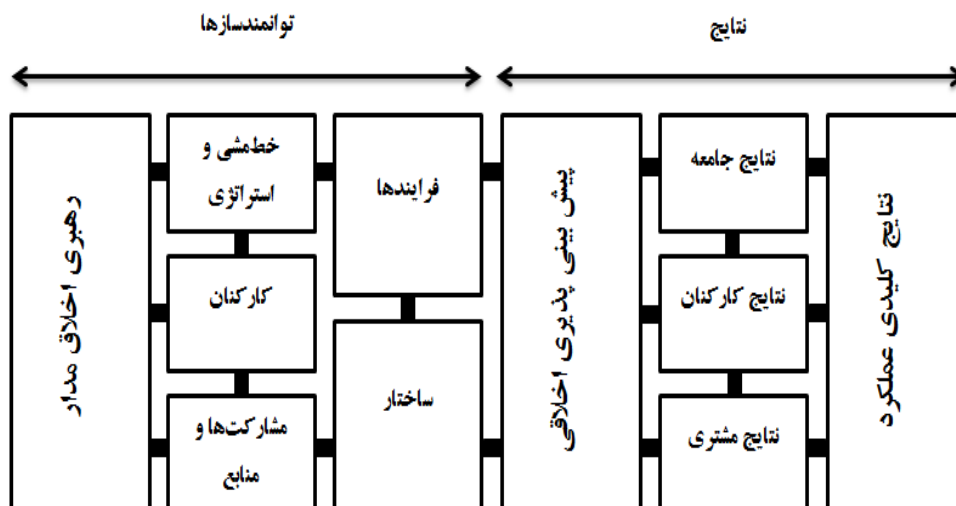 نتایج
توانمندسازها
رهبری اخلاق مدار
خط‌مشی و
استراتژی
کارکنان
مشارکت‌ها و
منابع
فرایندها
ساختار
پیش بینی پذیری اخلاقی
نتایج جامعه
نتایج کارکنان
نتایج مشتری
نتایج کلیدی عملکرد